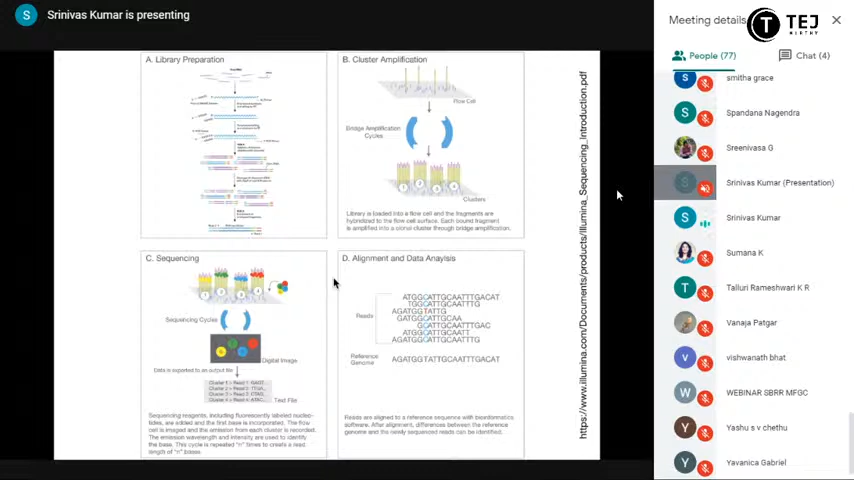 S
Srinivas Kumar is presenting
A. Library Preparation
B. Cluster Amplification
Flow Cell
Bridge Amplification
Cycles
1
2
3
4
Clusters
Library is loaded into a flow cell and the fragments are
hybridized to the flow cell surface. Each bound fragment
is amplified into a clonal cluster through bridge amplification.
C. Sequencing
Sequencing Cycles
Digital Image
Data is exported to an output file
Text File
Sequencing reagents, including fluorescently labeled nucleo-
tides, are added and the first base is incorporated. The flow
cell is imaged and the emission from each cluster is recorded.
The emission wavelength and intensity are used to identify
the base. This cycle is repeated "n" times to create a read
length of "n" bases
D. Alignment and Data Anaylsis
Reads
ATGGCATTGCAATTTGACAT
TGGCATTGCAATTTG
AGATGGTATTG
GATGGCATTGCAA
GCATTGCAATTTGAC
ATGGCATTGCAATT
AGATGGCATTGCAATTTG
Reference
Genome
AGATGGTATTGCAATTTGACAT
Reads are aligned to a reference sequence with bioinformatics
software. After alignment, differences between the reference
genome and the newly sequenced reads can be identified.
https://www.illumina.com/Documents/products/Illumina_Sequencing_Introduction.pdf
Meeting details
TEJ
People (77)
Chat (4)
S smitha grace
S Spandana Nagendra
Sreenivasa G
S Srinivas Kumar (Presentation)
S Srinivas Kumar
Sumana K
T Talluri Rameshwari K R
Vanaja Patgar
v vishwanath bhat
W WEBINAR SBRR MFGC
Y Yashu s v chethu
Y Yavanica Gabriel